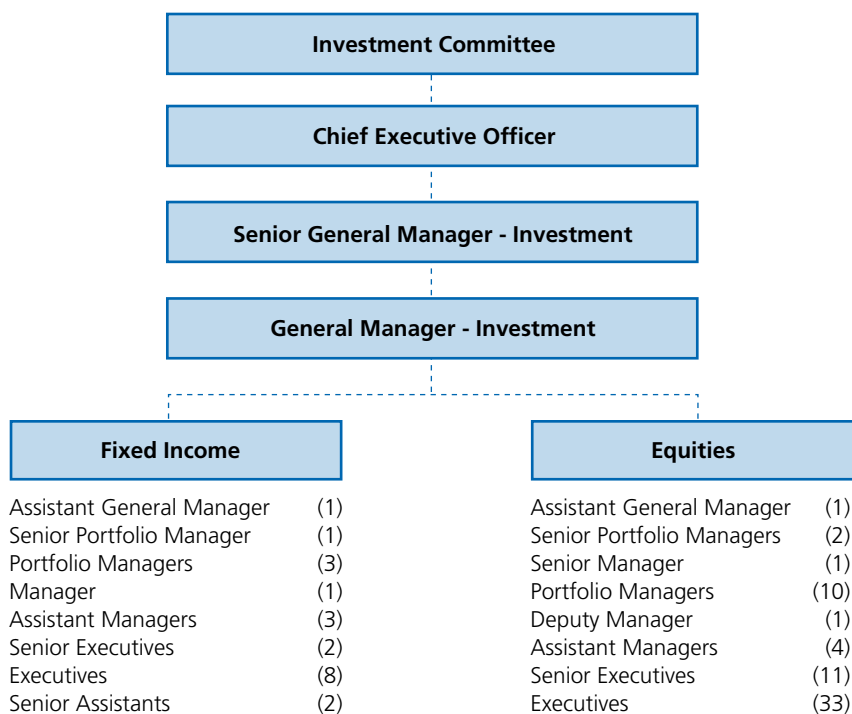 Investment Committee
Chief Executive Officer
Senior General Manager - Investment
General Manager - Investment
Fixed Income
Assistant General Manager (1)
Senior Portfolio Manager (1)
Portfolio Managers (3)
Manager (1)
Assistant Managers (3)
Senior Executives (2)
Executives (8)
Senior Assistants (2)
Equities
Assistant General Manager (1)
Senior Portfolio Managers (2)
Senior Manager (1)
Portfolio Managers (10)
Deputy Manager (1)
Assistant Managers (4)
Senior Executives (11)
Executives (33)